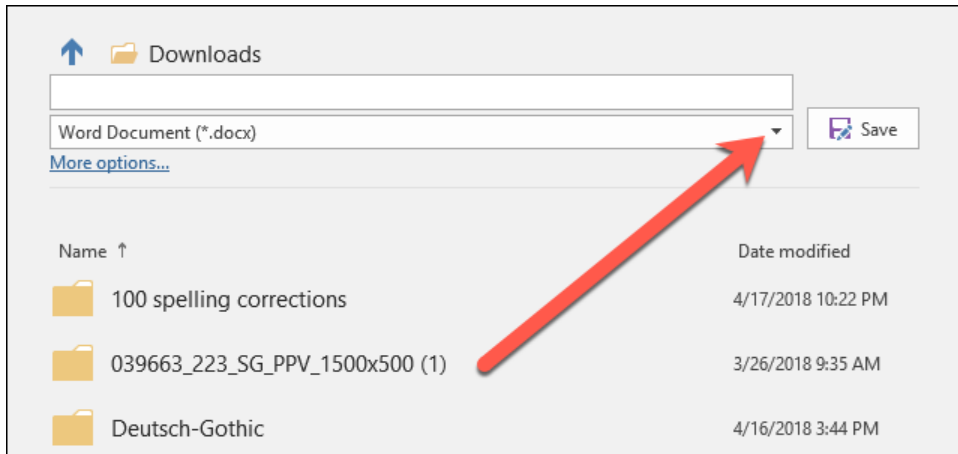 Downloads
Word Document (*.docx)
Save
More options...
Name ↑ Date modified
100 spelling corrections 4/17/2018 10:22 PM
039663_223_SG_PPV_1500x500 (1) 3/26/2018 9:35 AM
Deutsch-Gothic 4/16/2018 3:44 PM